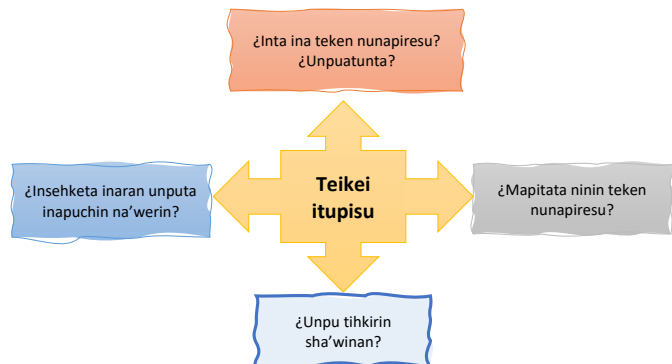 ¿Inta ina teken nunapiresu?
¿Unpuatunta?
¿Insehketa inaran unputa
inapuchin na’werin?
Teikei
itupisu
¿Mapitata ninin teken
nunapiresu?
¿Unpu tihkirin
sha’winan?